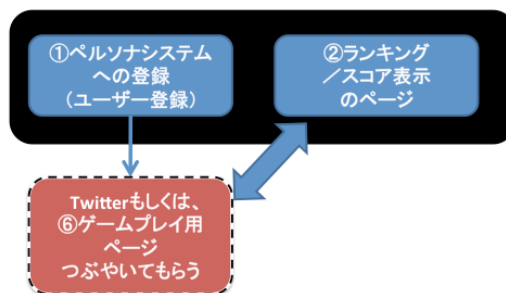 ①ペルソナシステム
への登録
（ユーザー登録）
②ランキング
／スコア表示
のページ
Twitterもしくは、
⑥ゲームプレイ用
ページ
つぶやいてもらう